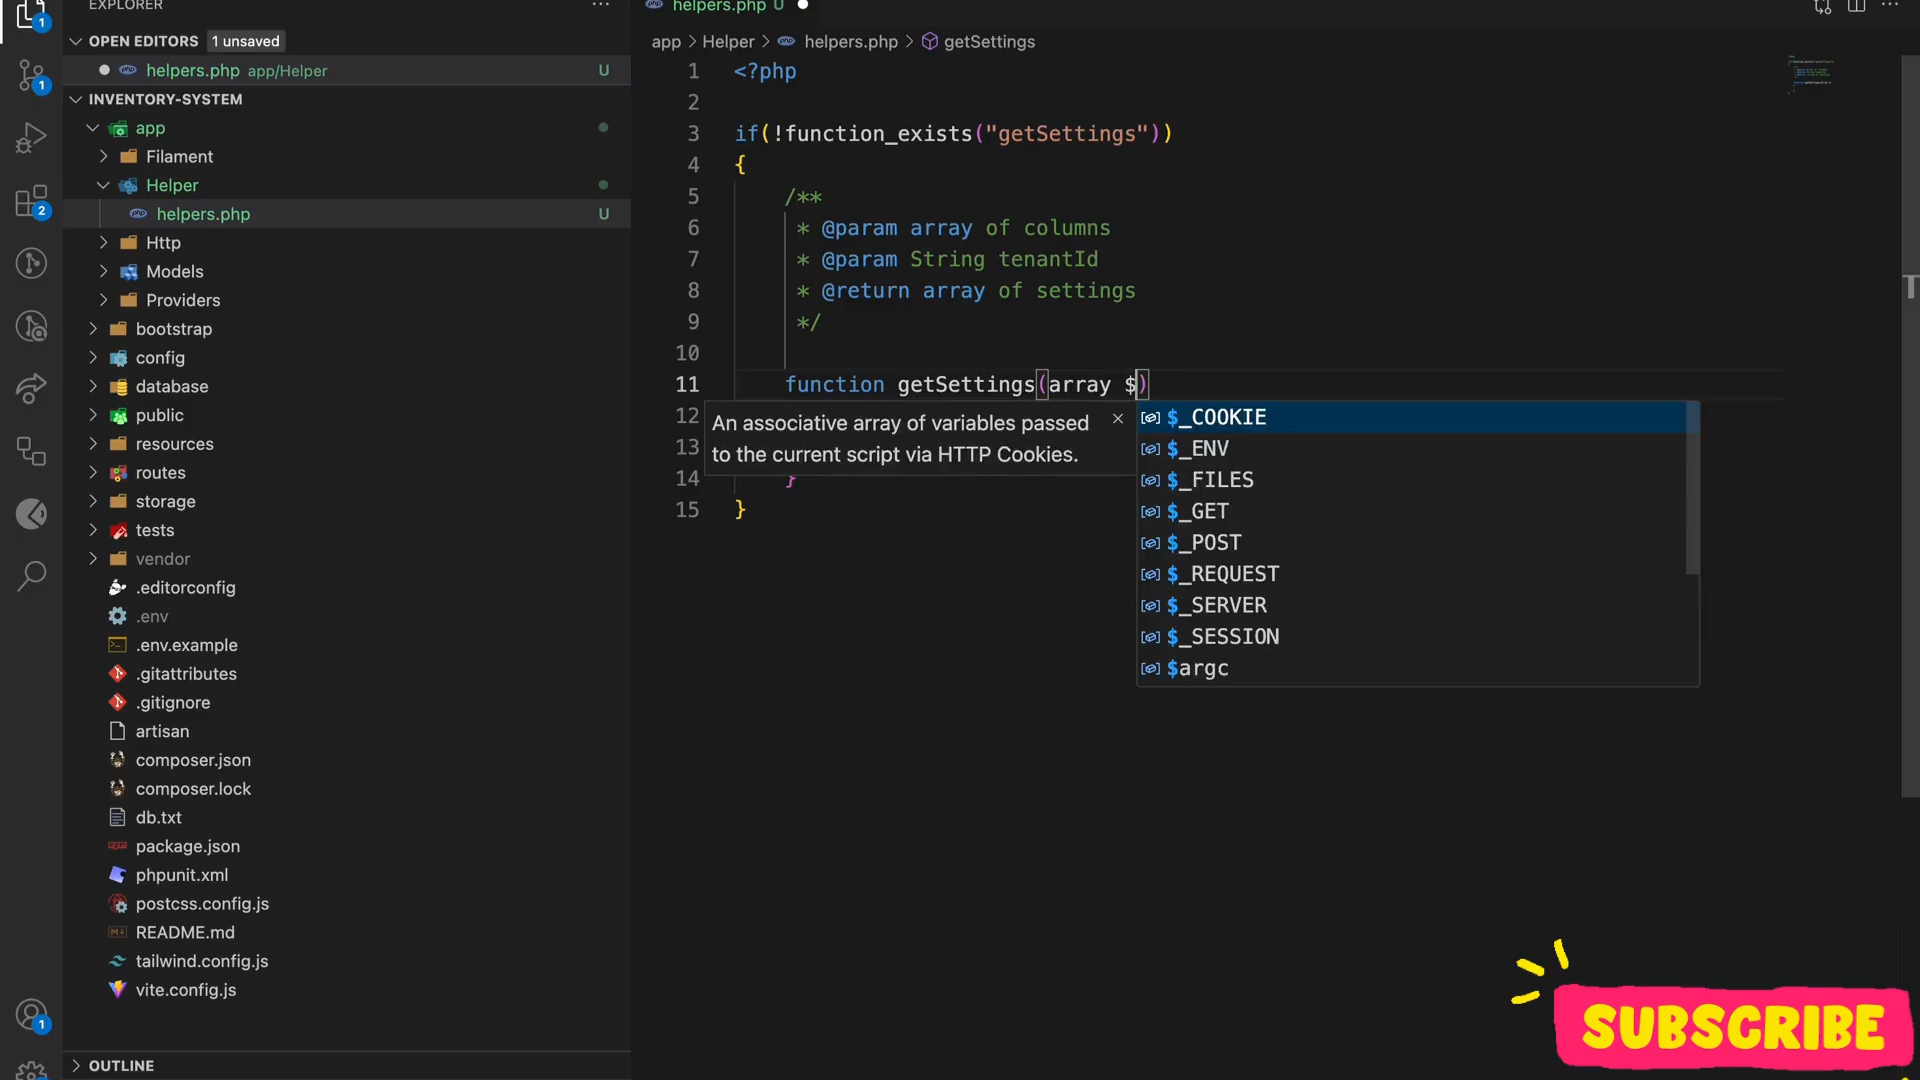 EXPLORER
OPEN EDITORS 1 unsaved
helpers.php app/Helper U
INVENTORY-SYSTEM
app
Filament
Helper
helpers.php U
Http
Models
Providers
bootstrap
config
database
public
resources
routes
storage
tests
vendor
.editorconfig
.env
.env.example
.gitattributes
.gitignore
artisan
composer.json
composer.lock
db.txt
package.json
phpunit.xml
postcss.config.js
README.md
tailwind.config.js
vite.config.js
OUTLINE
1
1
2
1
helpers.php U
app > Helper > helpers.php > getSettings
1 <?php
2
3 if(!function_exists("getSettings"))
4 {
5 /**
6 * @param array of columns
7 * @param String tenantId
8 * @return array of settings
9 */
10
11 function getSettings(array $)
12
13
14 }
15 }
An associative array of variables passed
to the current script via HTTP Cookies.
$_COOKIE
$_ENV
$_FILES
$_GET
$_POST
$_REQUEST
$_SERVER
$_SESSION
$argc
SUBSCRIBE